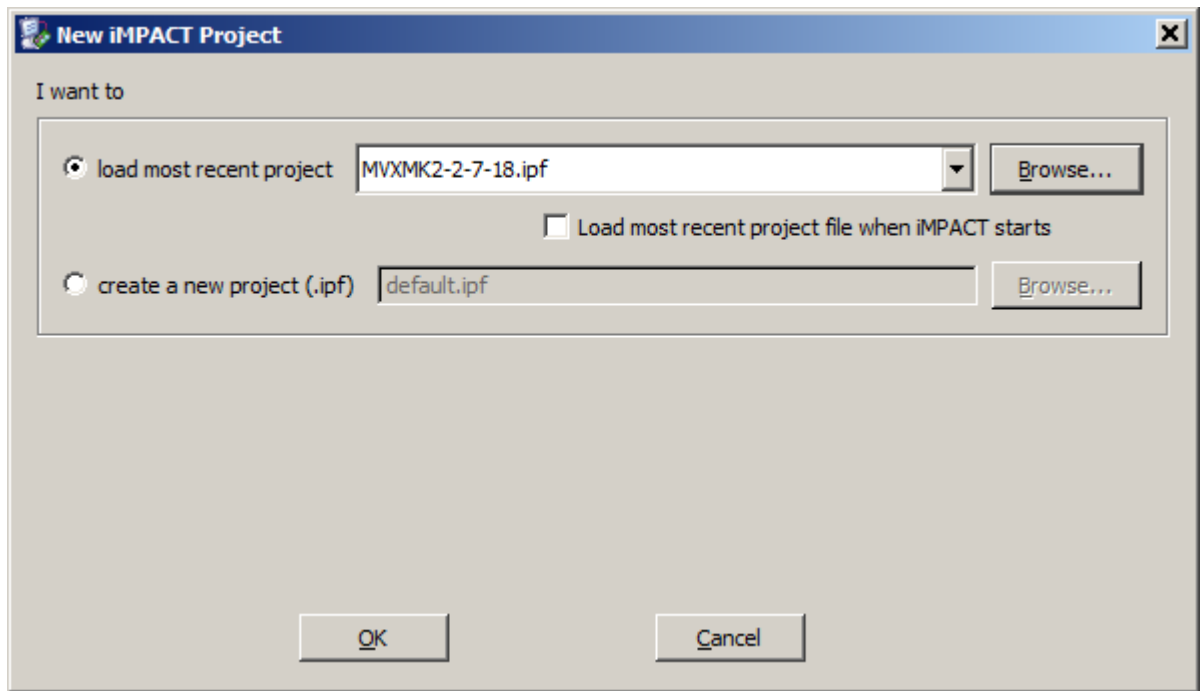 New iMPACT Project
I want to
load most recent project MVXMK2-2-7-18.ipf Browse...
Load most recent project file when iMPACT starts
create a new project (.ipf) default.ipf Browse...
OK Cancel